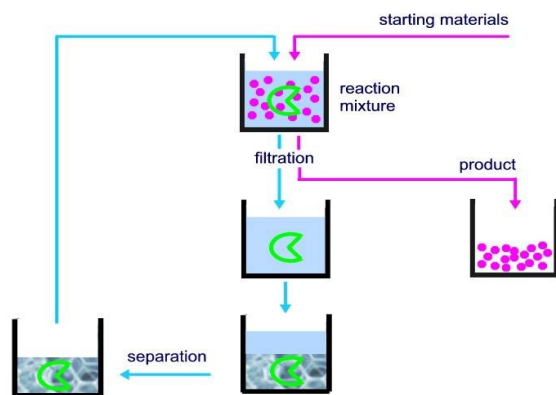 starting materials
reaction
mixture
filtration
product
separation